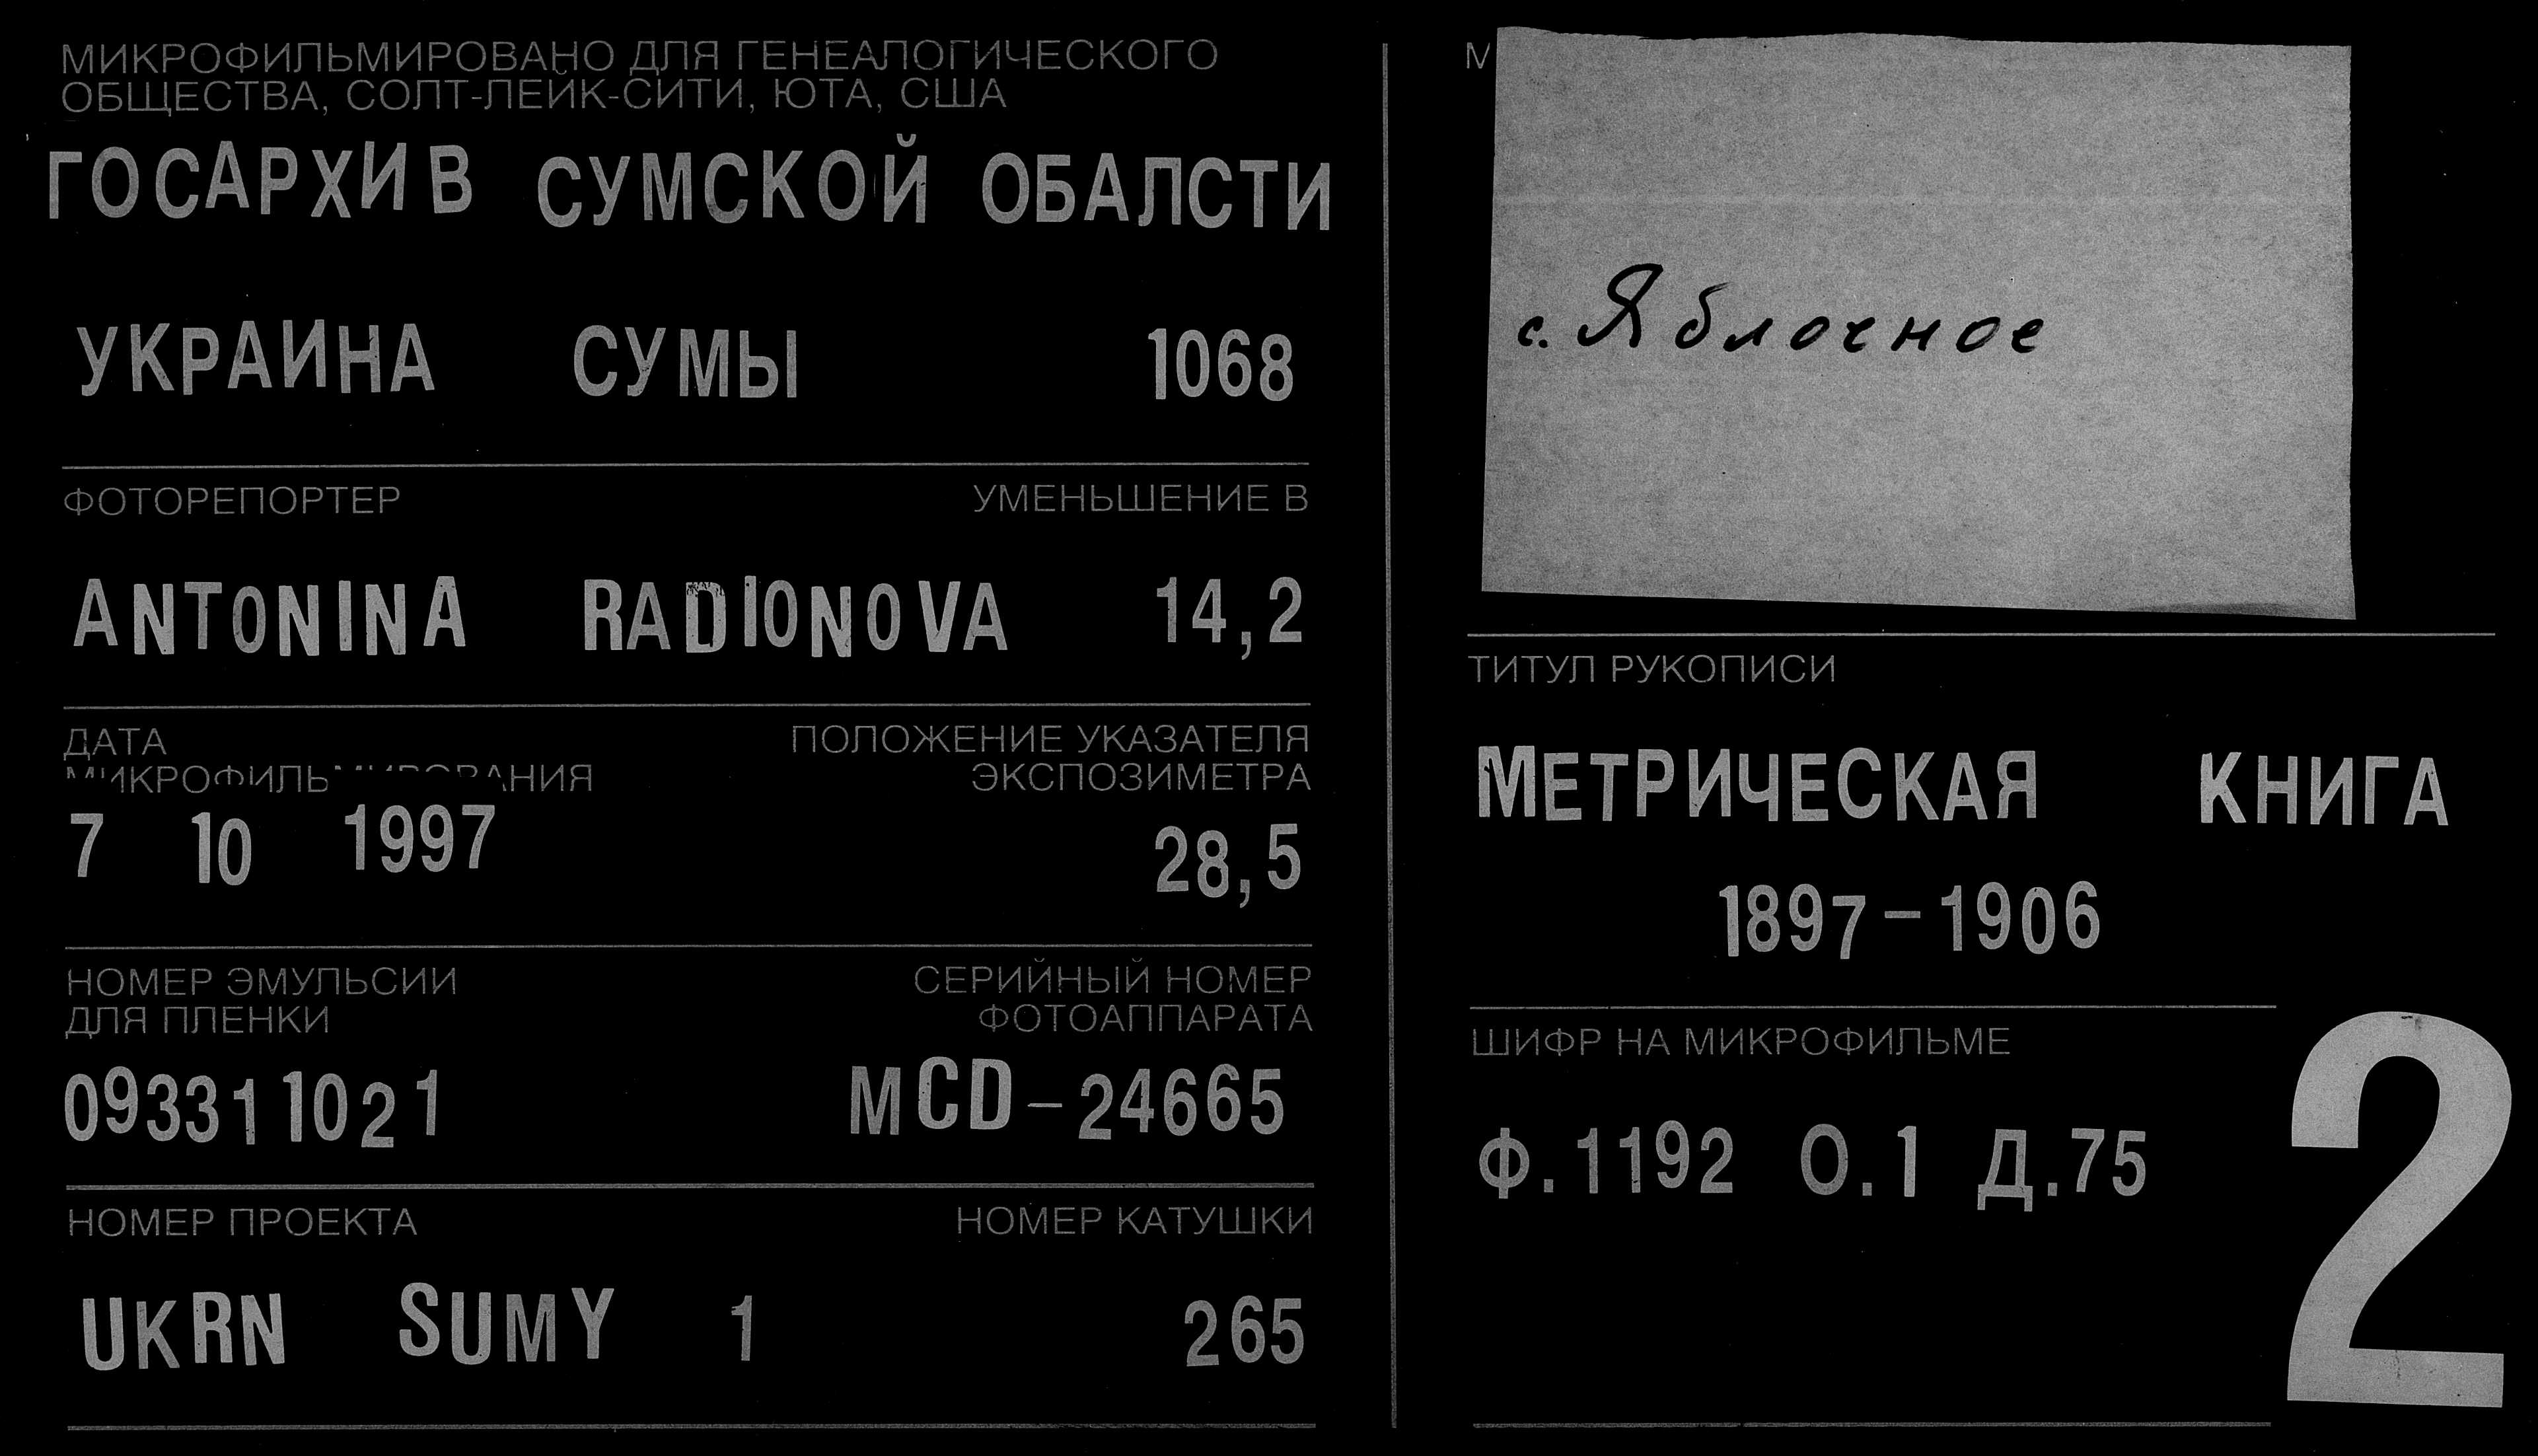 МИКРОФИЛЬМИРОВАНО ДЛЯ ГЕНЕАЛОГИЧЕСКОГО
ОБЩЕСТВА, СОЛТ-ЛЕЙК-СИТИ, ЮТА, США
ГОСАРХИВ СУМСКОЙ ОБАЛСТИ
УКРАИНА СУМЫ 1068
ФОТОРЕПОРТЕР УМЕНЬШЕНИЕ В
ANTONINA RADIONOVA 14,2
ДАТА
МИКРОФИЛЬМИРОВАНИЯ
ПОЛОЖЕНИЕ УКАЗАТЕЛЯ
ЭКСПОЗИМЕТРА
7 10 1997 28,5
НОМЕР ЭМУЛЬСИИ
ДЛЯ ПЛЕНКИ
СЕРИЙНЫЙ НОМЕР
ФОТОАППАРАТА
0933111021 MCD-24665
НОМЕР ПРОЕКТА НОМЕР КАТУШКИ
UKRN SUMY 1 265
с. Яблочное
ТИТУЛ РУКОПИСИ
МЕТРИЧЕСКАЯ КНИГА
1897-1906
ШИФР НА МИКРОФИЛЬМЕ
Ф.1192 О.1 Д.75
2